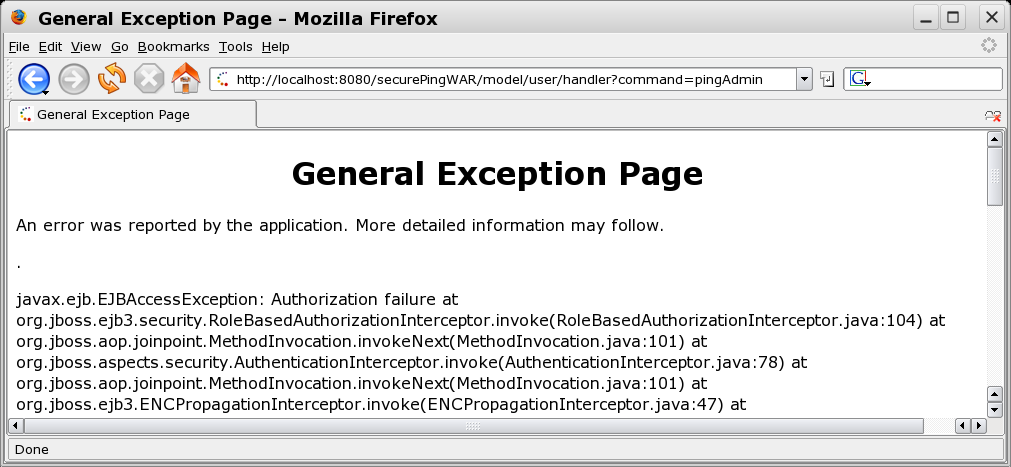 General Exception Page - Mozilla Firefox
File Edit View Go Bookmarks Tools Help
http://localhost:8080/securePingWAR/model/user/handler?command=pingAdmin
G
General Exception Page
General Exception Page
An error was reported by the application. More detailed information may follow.
.
javax.ejb.EJBAccessException: Authorization failure at
org.jboss.ejb3.security.RoleBasedAuthorizationInterceptor.invoke(RoleBasedAuthorizationInterceptor.java:104) at
org.jboss.aop.joinpoint.MethodInvocation.invokeNext(MethodInvocation.java:101) at
org.jboss.aspects.security.AuthenticationInterceptor.invoke(AuthenticationInterceptor.java:78) at
org.jboss.aop.joinpoint.MethodInvocation.invokeNext(MethodInvocation.java:101) at
org.jboss.ejb3.ENCPropagationInterceptor.invoke(ENCPropagationInterceptor.java:47) at
Done